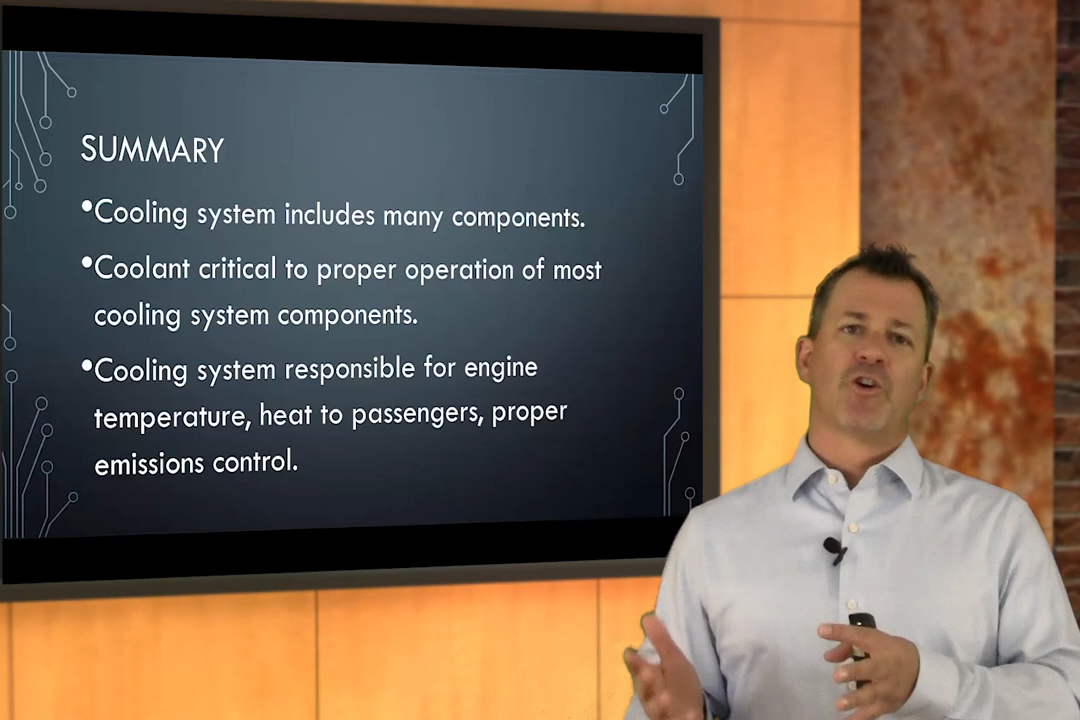 SUMMARY
•Cooling system includes many components.
•Coolant critical to proper operation of most
cooling system components.
•Cooling system responsible for engine
temperature, heat to passengers, proper
emissions control.